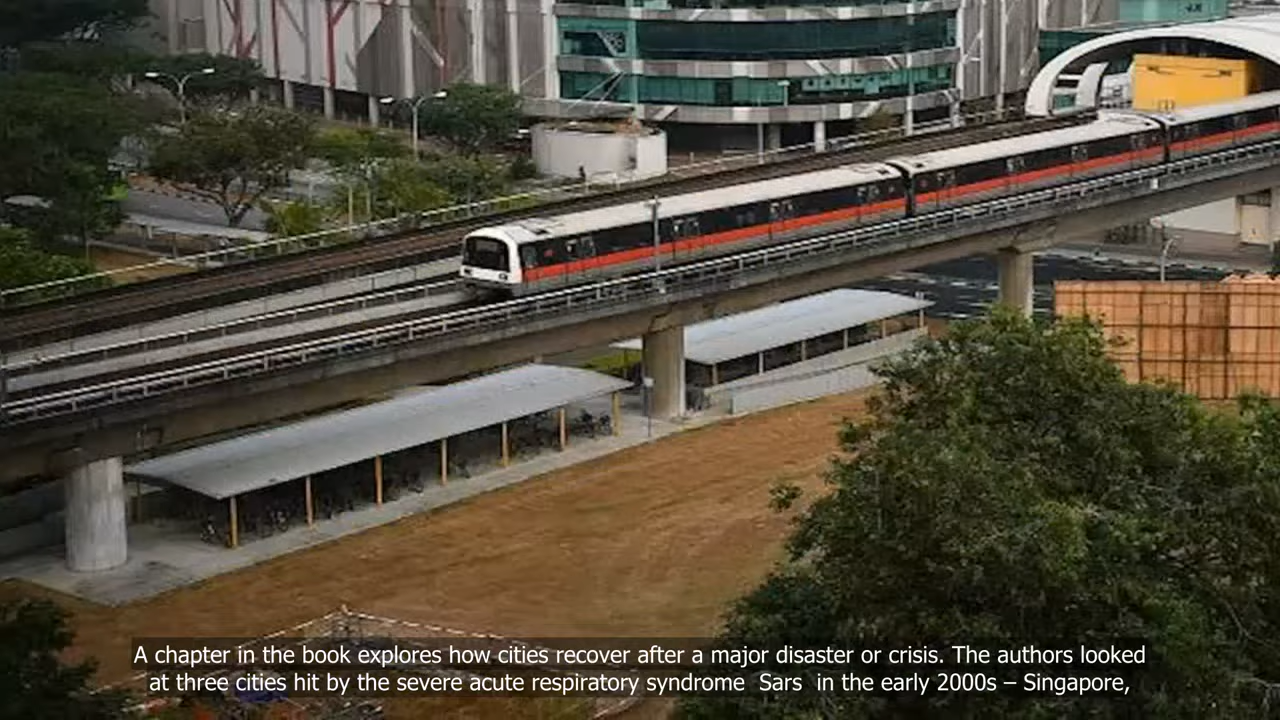 A chapter in the book explores how cities recover after a major disaster or crisis. The authors looked
at three cities hit by the severe acute respiratory syndrome  Sars  in the early 2000s – Singapore,